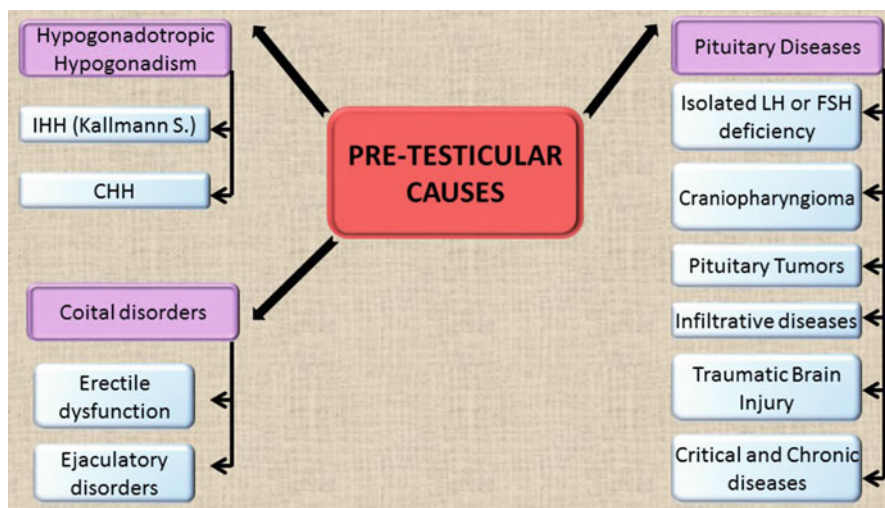 Hypogonadotropic
Hypogonadism
IHH (Kallmann S.)
CHH
PRE-TESTICULAR
CAUSES
Coital disorders
Erectile
dysfunction
Ejaculatory
disorders
Pituitary Diseases
Isolated LH or FSH
deficiency
Craniopharyngioma
Pituitary Tumors
Infiltrative diseases
Traumatic Brain
Injury
Critical and Chronic
diseases